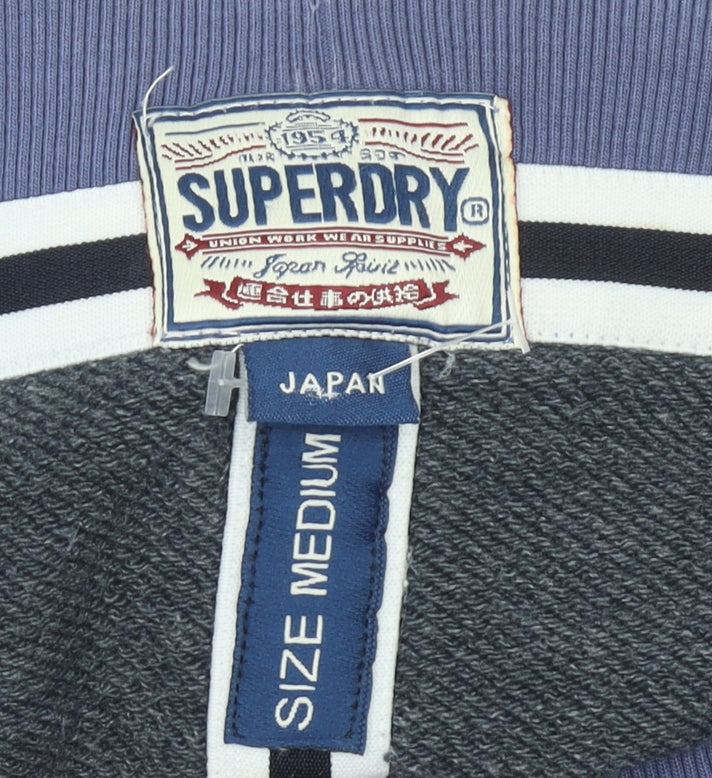 1954
SUPERDRY®
UNION WORK WEAR SUPPLIES
Japan Spirit
連合仕事の供給
JAPAN
SIZE MEDIUM